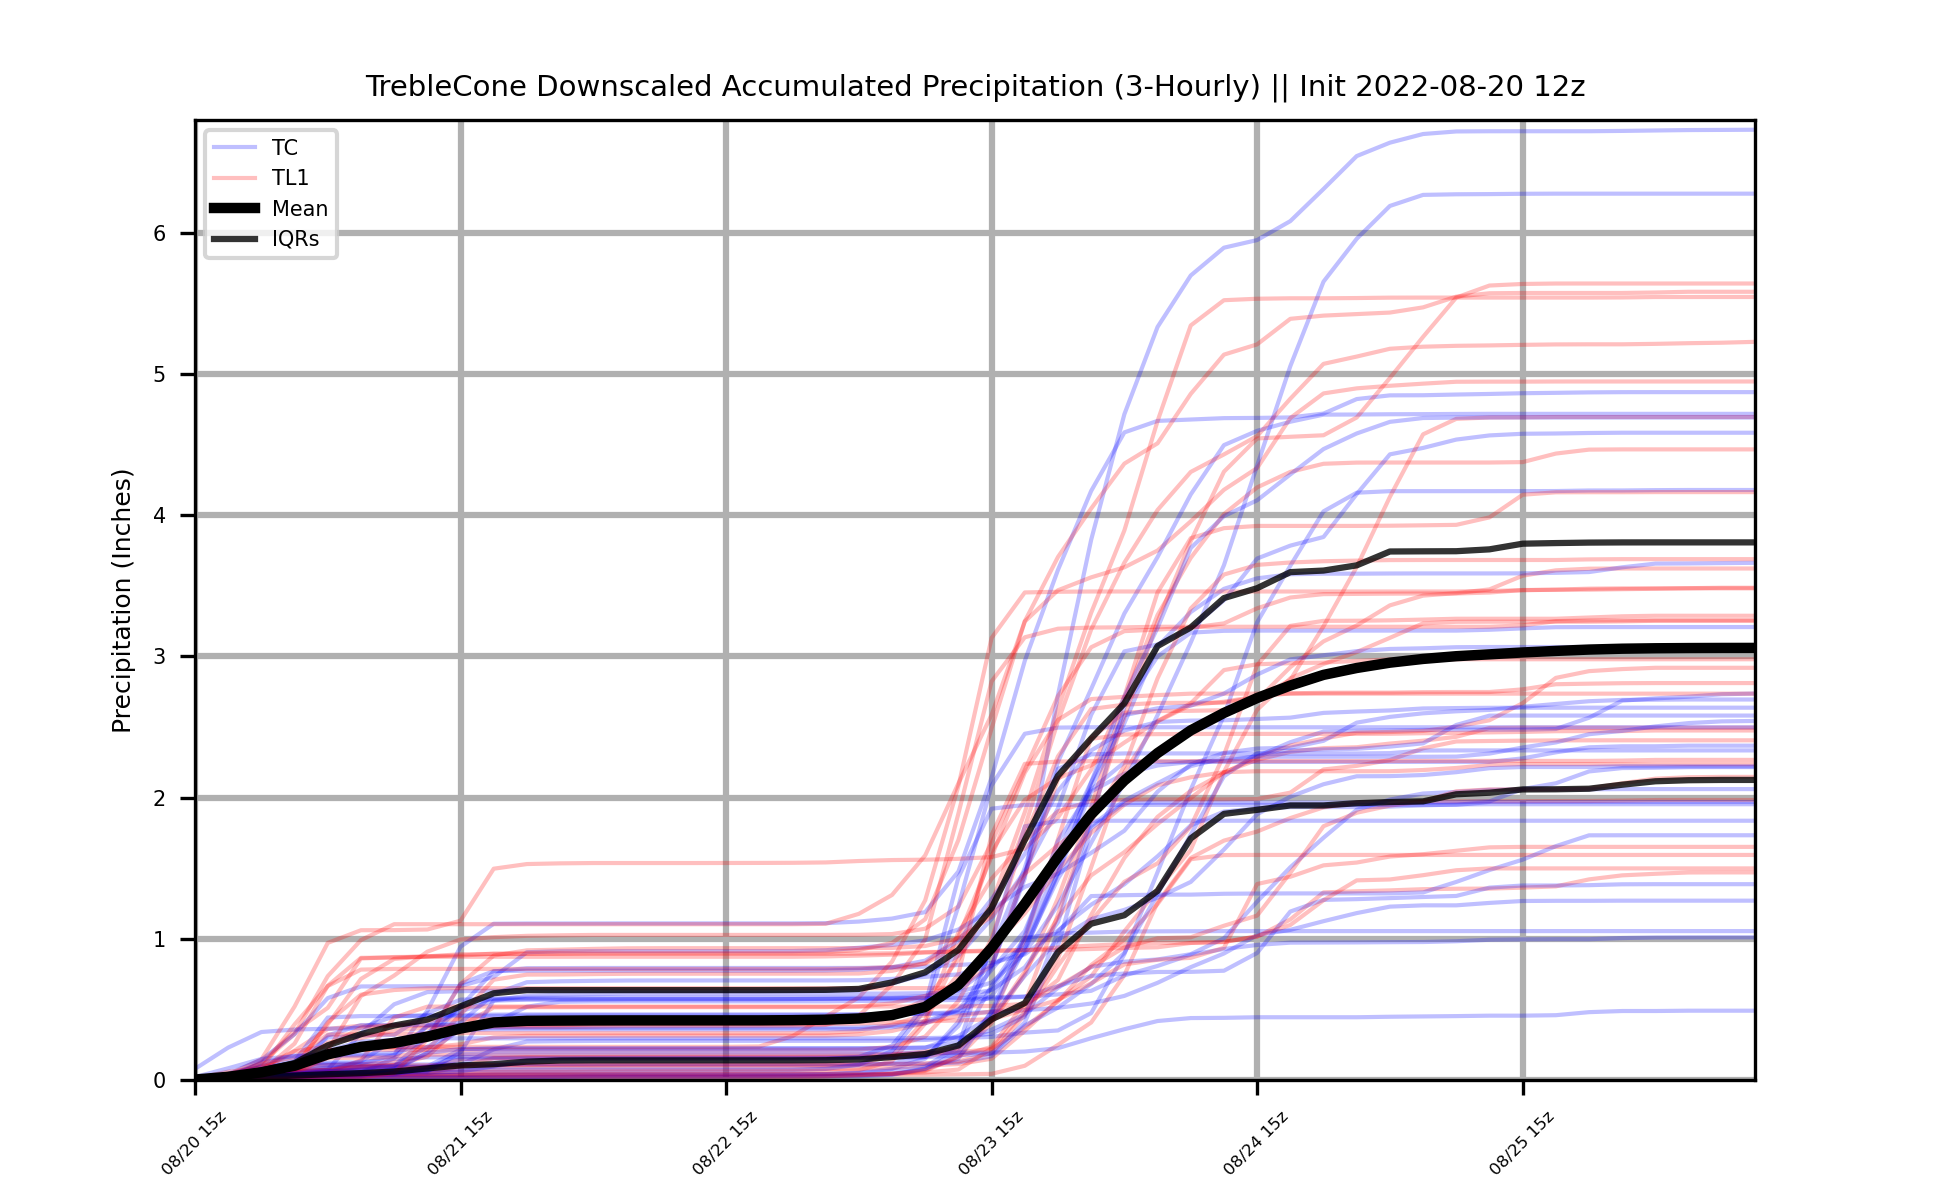 TrebleCone Downscaled Accumulated Precipitation (3-Hourly) || Init 2022-08-20 12z
TC
TL1
Mean
IQRs
Precipitation (Inches)
6
5
4
3
2
1
0
08/20 15z
08/21 15z
08/22 15z
08/23 15z
08/24 15z
08/25 15z